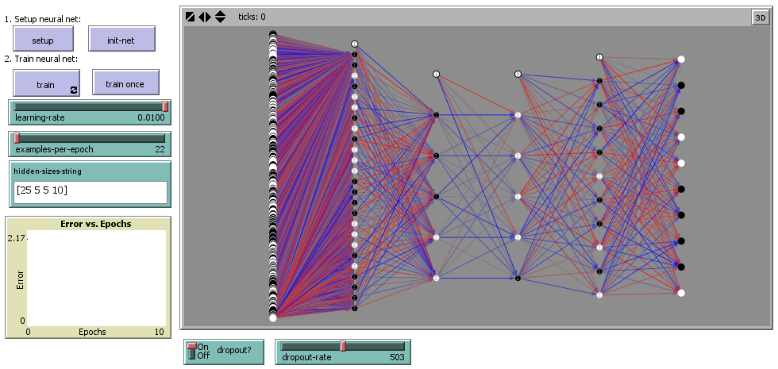 1. Setup neural net:
setup
init-net
2. Train neural net:
train
train once
learning-rate 0.0100
examples-per-epoch 22
hidden-sizes-string
[25 5 5 10]
Error vs. Epochs
2.17
Error
0
0 Epochs 10
ticks: 0
3D
On
Off
dropout?
dropout-rate 503